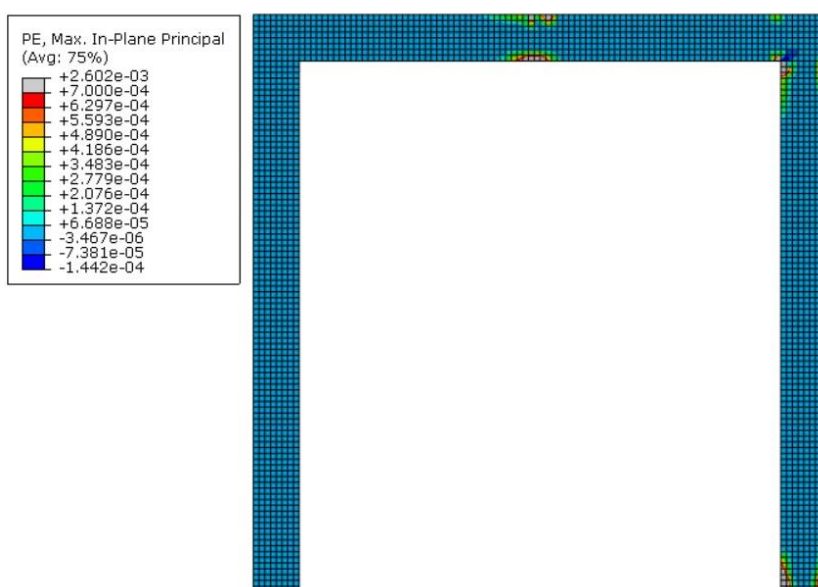 PE, Max. In-Plane Principal
(Avg: 75%)
+2.602e-03
+7.000e-04
+6.297e-04
+5.593e-04
+4.890e-04
+4.186e-04
+3.483e-04
+2.779e-04
+2.076e-04
+1.372e-04
+6.688e-05
-3.467e-06
-7.381e-05
-1.442e-04